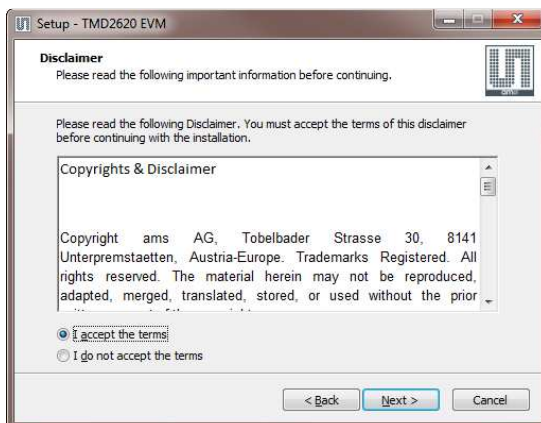 Setup - TMD2620 EVM
Disclaimer
Please read the following important information before continuing.
am
Please read the following Disclaimer. You must accept the terms of this disclaimer
before continuing with the installation.
Copyrights & Disclaimer
Copyright ams AG, Tobelbader Strasse 30, 8141
Unterpremstaetten, Austria-Europe. Trademarks Registered. All
rights reserved. The material herein may not be reproduced,
adapted, merged, translated, stored, or used without the prior
I accept the terms
I do not accept the terms
< Back Next > Cancel